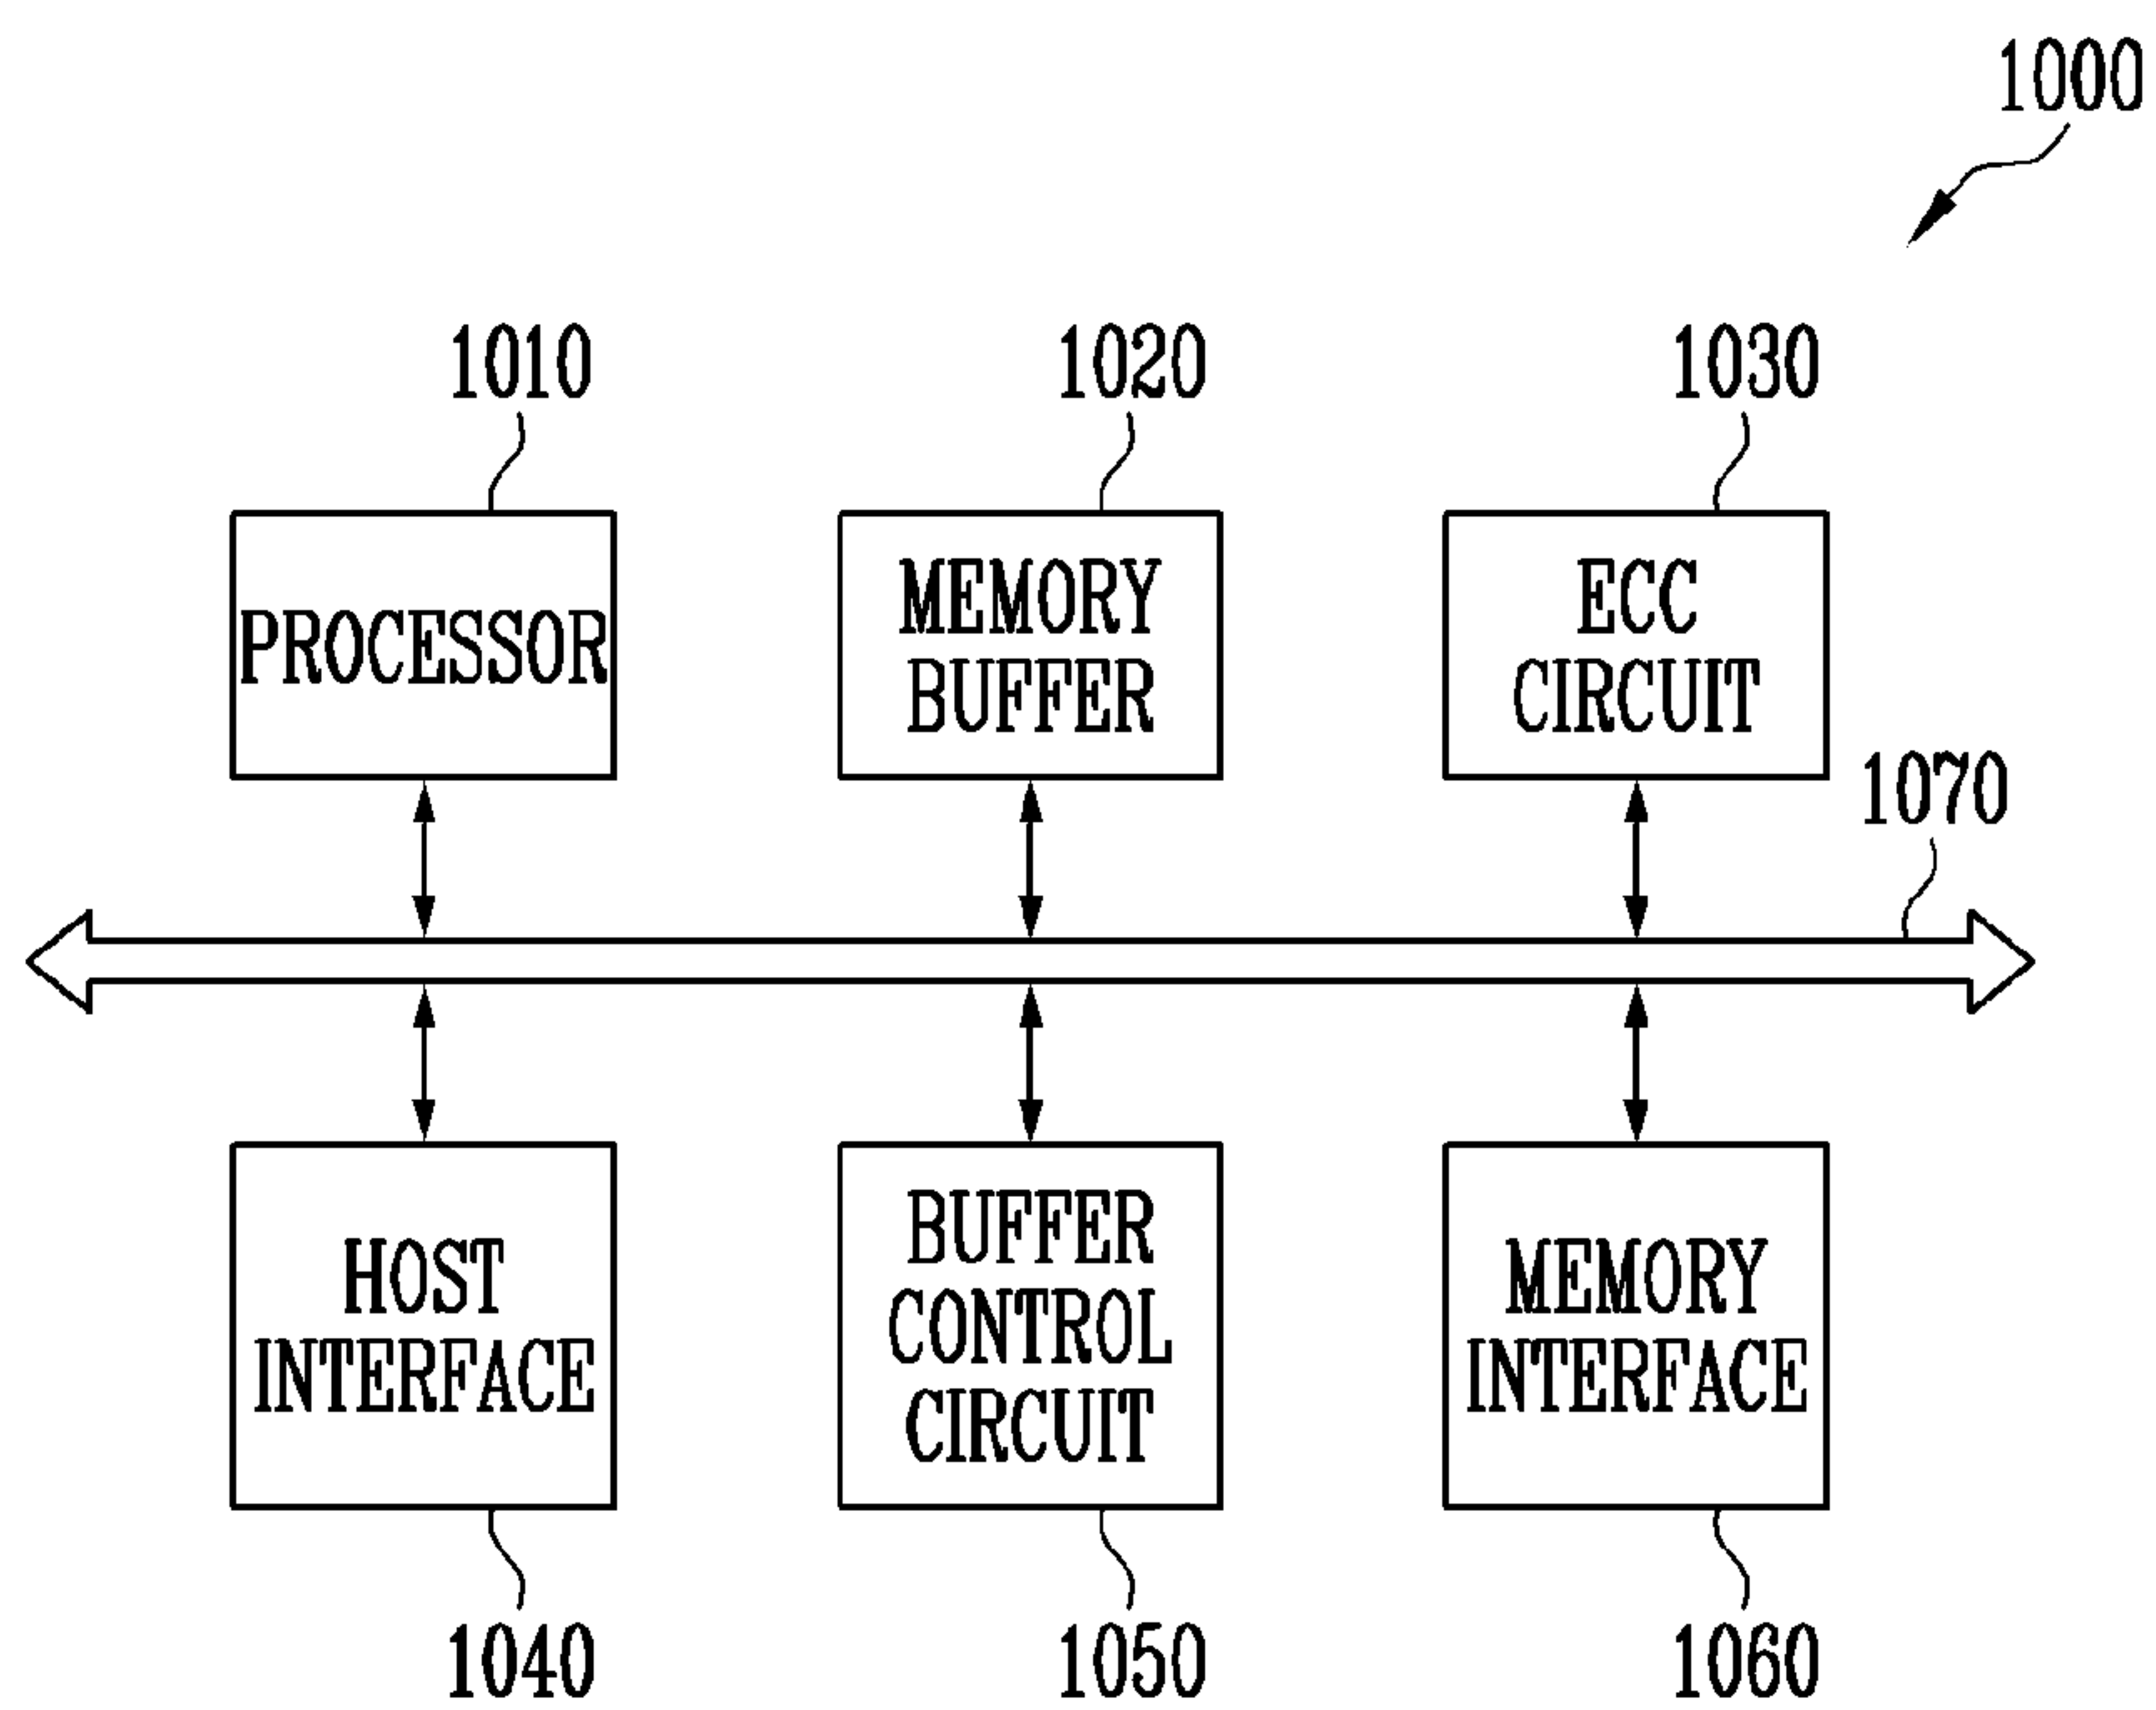 1000
1010
1020
1030
PROCESSOR
MEMORY
BUFFER
ECC
CIRCUIT
1070
HOST
INTERFACE
BUFFER
CONTROL
CIRCUIT
MEMORY
INTERFACE
1040
1050
1060